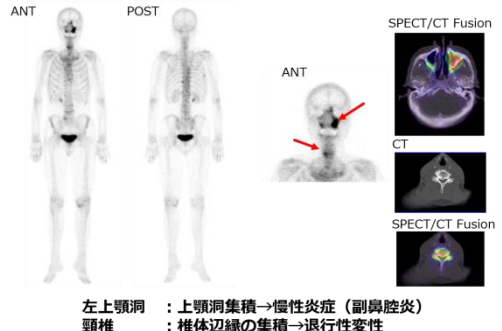 ANT
POST
SPECT/CT Fusion
ANT
CT
SPECT/CT Fusion
左上顎洞 :上顎洞集積→慢性炎症(副鼻腔炎)
頸椎 :椎体辺縁の集積→退行性変性